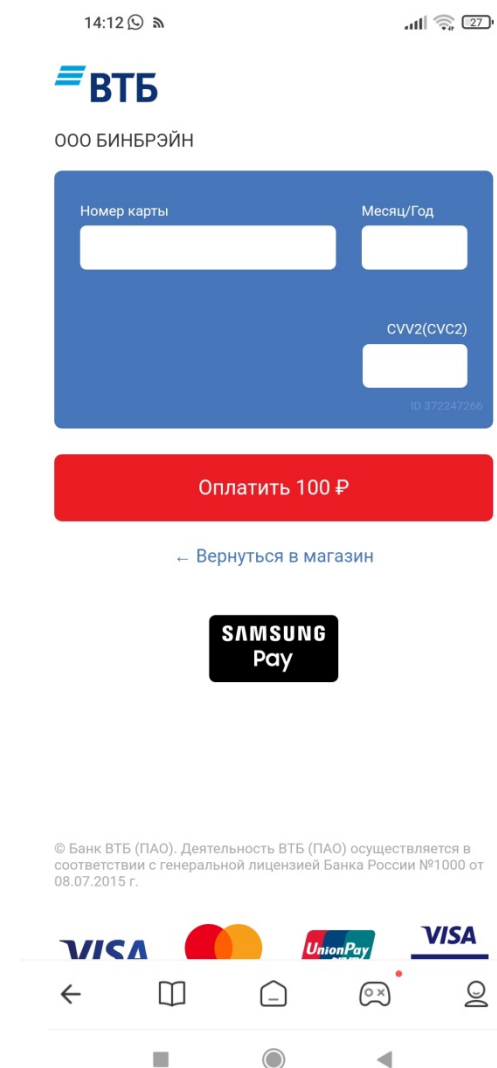 14:12
27
ВТБ
ООО БИНБРЭЙН
Номер карты
Месяц/Год
CVV2(CVC2)
ID 372247266
Оплатить 100 ₽
← Вернуться в магазин
SAMSUNG
Pay
© Банк ВТБ (ПАО). Деятельность ВТБ (ПАО) осуществляется в
соответствии с генеральной лицензией Банка России №1000 от
08.07.2015 г.
VISA
UnionPay
VISA